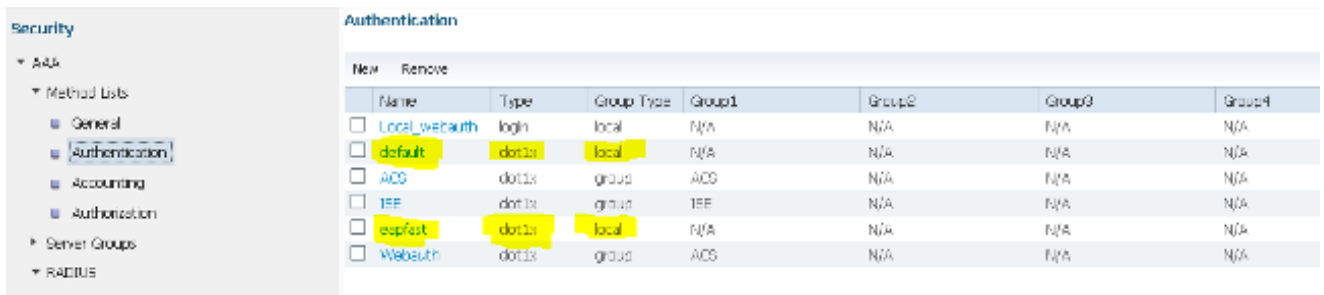 Security
AAA
Method Lists
General
Authentication
Accounting
Authorization
Server Groups
RADIUS
Authentication
New Remove
Name Type Group Type Group1 Group2 Group3 Group4
Local_webauth login local N/A N/A N/A N/A
default dot1x local N/A N/A N/A N/A
ACS dot1x group ACS N/A N/A N/A
ISE dot1x group ISE N/A N/A N/A
eapfast dot1x local N/A N/A N/A N/A
Webauth dot1x group ACS N/A N/A N/A